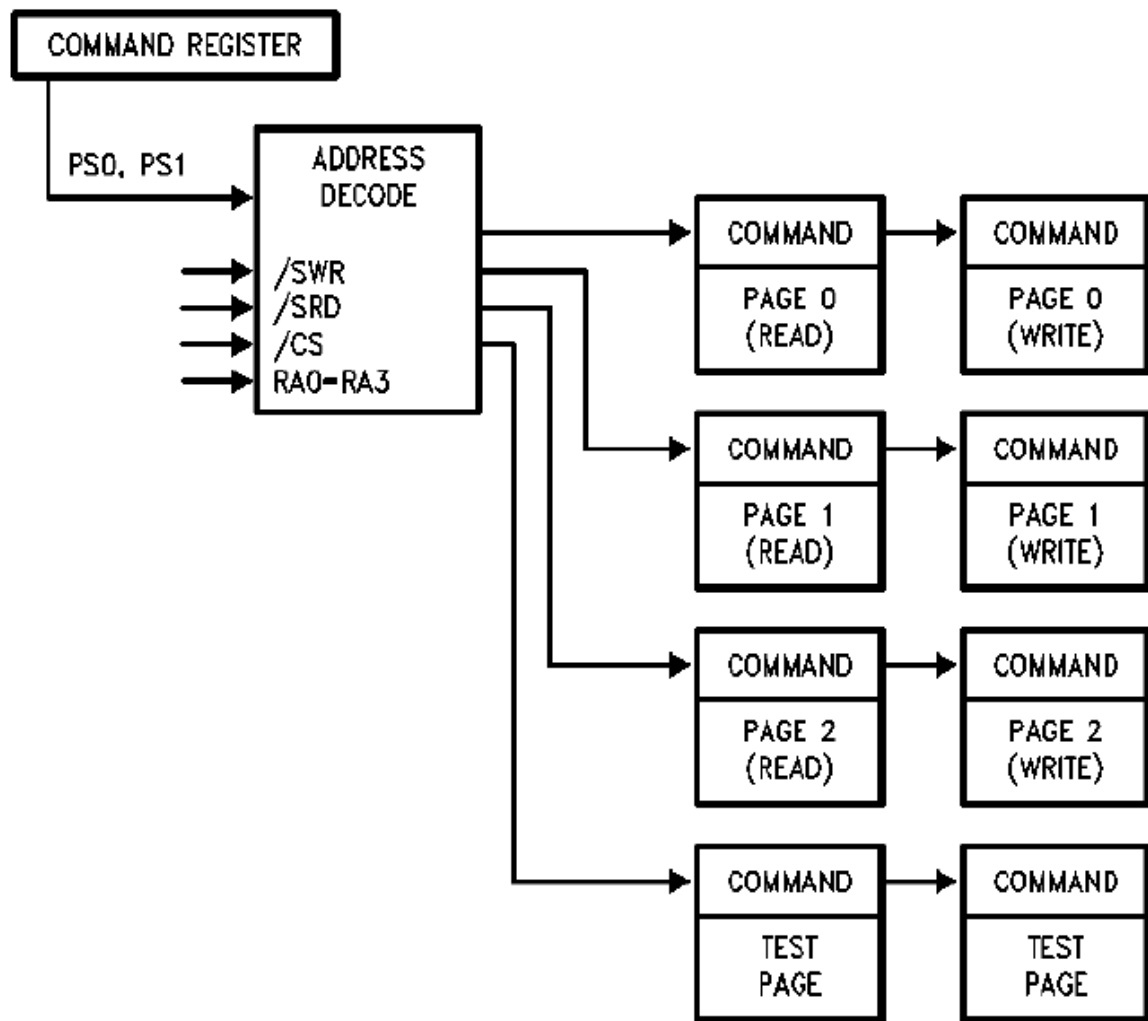 COMMAND REGISTER
PS0, PS1
ADDRESS
DECODE
/SWR
/SRD
/CS
RA0-RA3
COMMAND
PAGE 0
(READ)
COMMAND
PAGE 0
(WRITE)
COMMAND
PAGE 1
(READ)
COMMAND
PAGE 1
(WRITE)
COMMAND
PAGE 2
(READ)
COMMAND
PAGE 2
(WRITE)
COMMAND
TEST
PAGE
COMMAND
TEST
PAGE